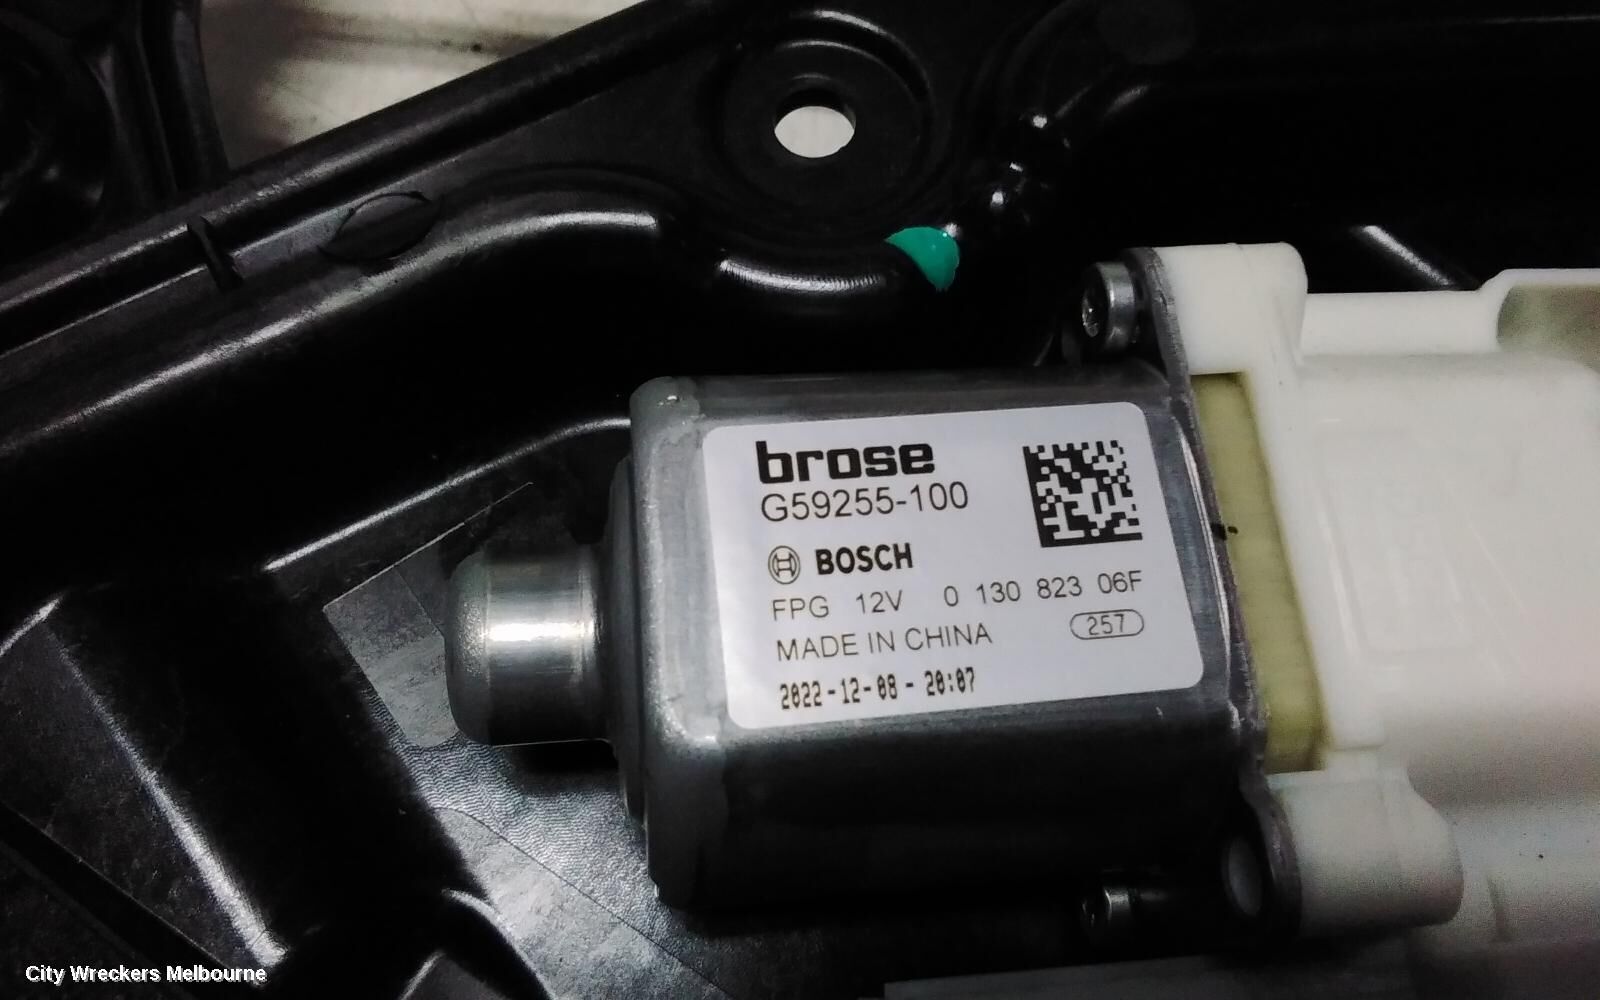 brose
G59255-100
BOSCH
FPG 12V 0 130 823 06F
MADE IN CHINA 257
2022-12-08-20:07
City Wreckers Melbourne